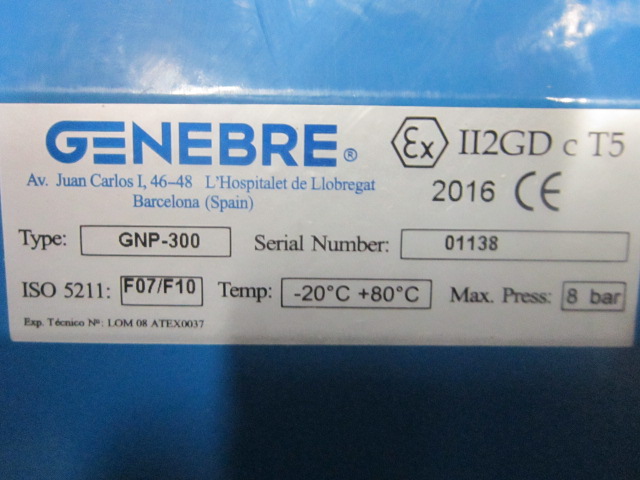 GENEBRE® Ex II2GD c T5
Av. Juan Carlos I, 46-48 L'Hospitalet de Llobregat
Barcelona (Spain)
2016 CE
Type: GNP-300 Serial Number: 01138
ISO 5211: F07/F10 Temp: -20°C +80°C Max. Press: 8 bar
Exp. Técnico Nº: LOM 08 ATEX0037